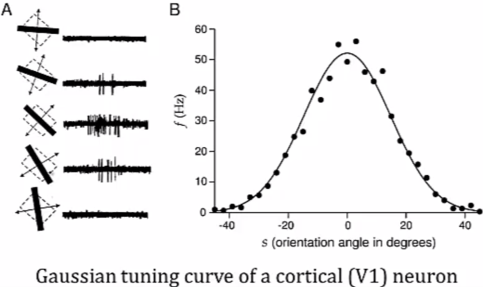 A
B
60
50
40
30
20
10
0
f (Hz)
-40 -20 0 20 40
s (orientation angle in degrees)
Gaussian tuning curve of a cortical (V1) neuron